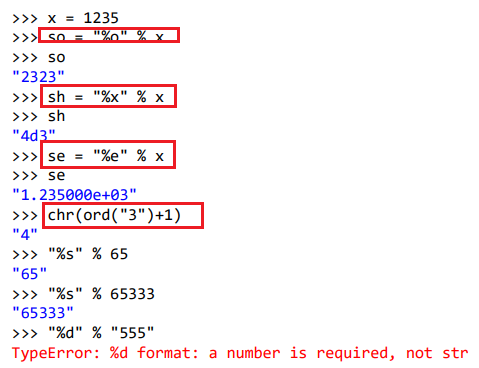 >>> x = 1235
>>> so = "%o" % x
>>> so
"2323"
>>> sh = "%x" % x
>>> sh
"4d3"
>>> se = "%e" % x
>>> se
"1.235000e+03"
>>> chr(ord("3")+1)
"4"
>>> "%s" % 65
"65"
>>> "%s" % 65333
"65333"
>>> "%d" % "555"
TypeError: %d format: a number is required, not str